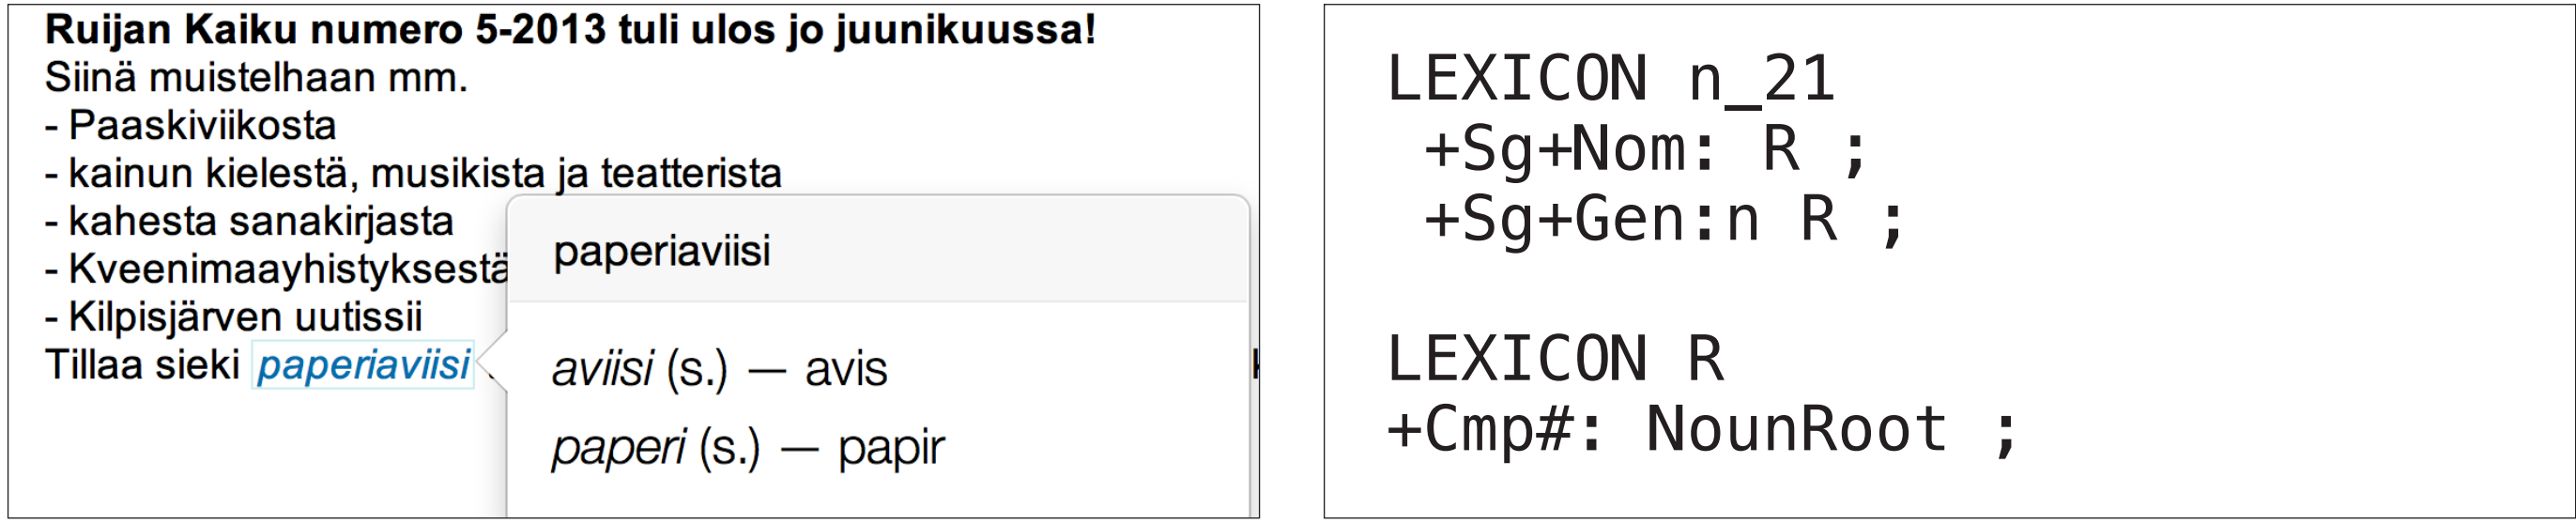 Ruijan Kaiku numero 5-2013 tuli ulos jo juunikuussa!
Siinä muistelhaan mm.
- Paaskiviikosta
- kainun kielestä, musikista ja teatterista
- kahesta sanakirjasta
- Kveenimaayhistyksestä
- Kilpisjärven uutissii
Tillaa sieki paperiaviisi
paperiaviisi
aviisi (s.) — avis
paperi (s.) — papir
LEXICON n_21
+Sg+Nom: R ;
+Sg+Gen:n R ;
LEXICON R
+Cmp#: NounRoot ;